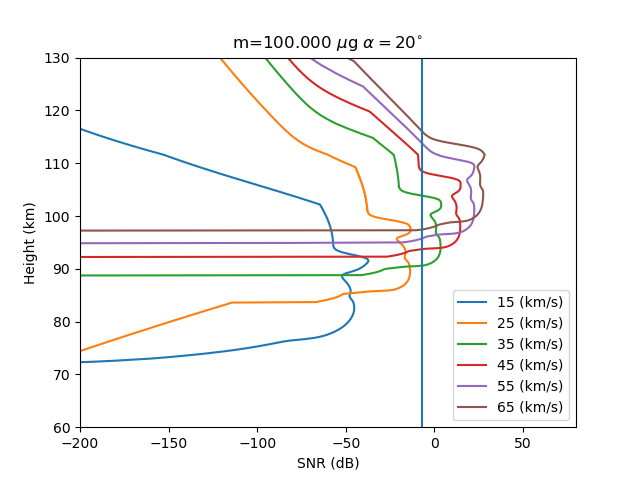 m=100.000 μg α = 20°
130
120
110
100
90
80
70
60
Height (km)
−200
−150
−100
−50
0
50
SNR (dB)
15 (km/s)
25 (km/s)
35 (km/s)
45 (km/s)
55 (km/s)
65 (km/s)